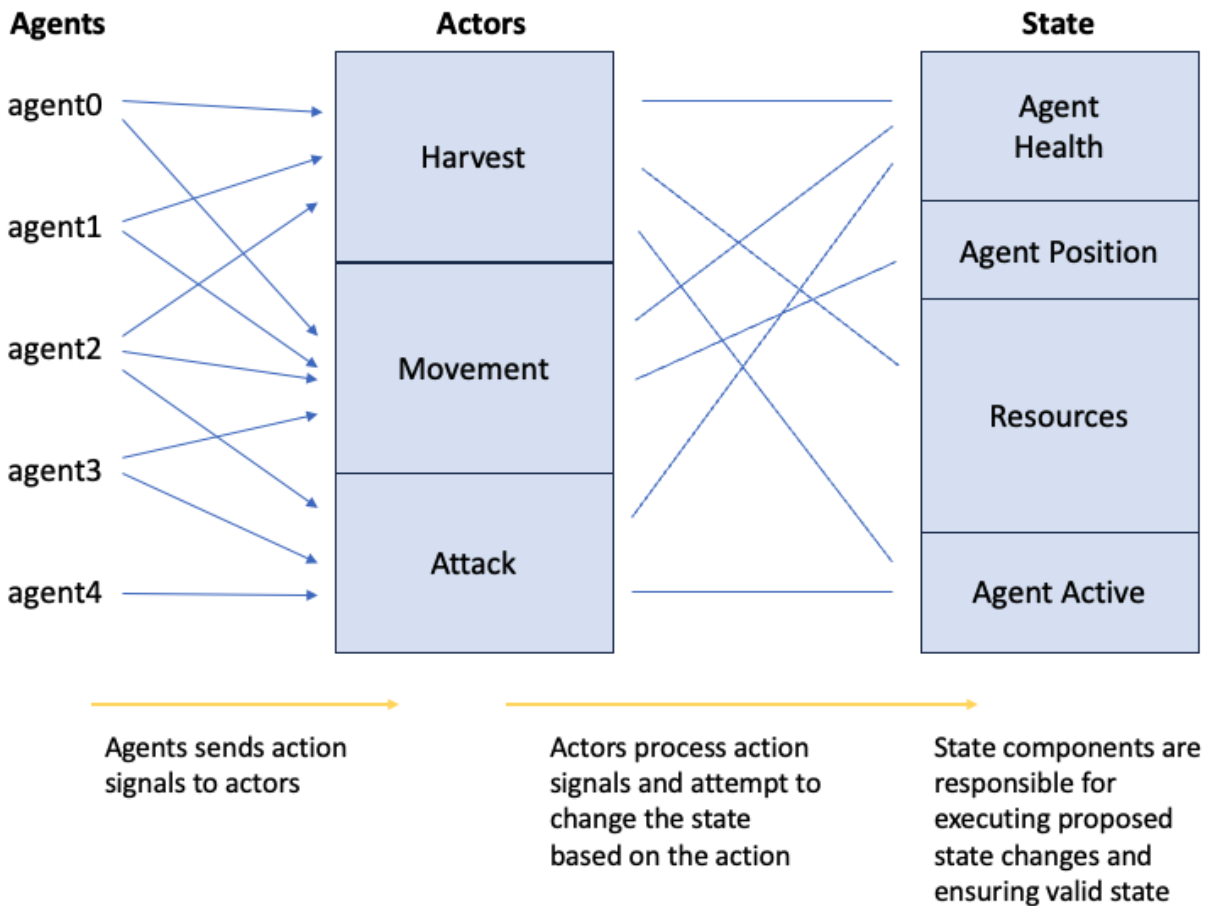 Agents
Actors
State
agent0
agent1
agent2
agent3
agent4
Harvest
Movement
Attack
Agent
Health
Agent Position
Resources
Agent Active
Agents sends action
signals to actors
Actors process action
signals and attempt to
change the state
based on the action
State components are
responsible for
executing proposed
state changes and
ensuring valid state